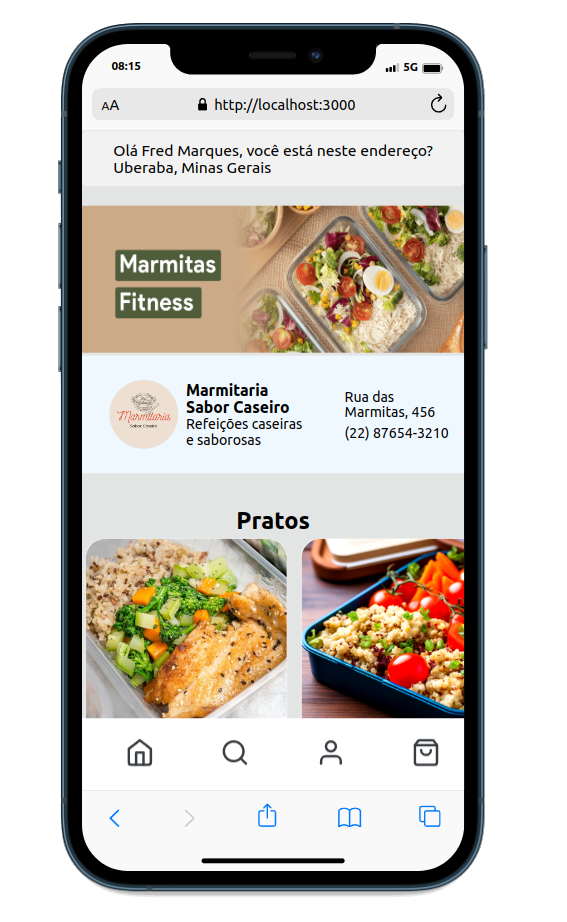 08:15
5G
AA
http://localhost:3000
Olá Fred Marques, você está neste endereço?
Uberaba, Minas Gerais
Marmitas
Fitness
Marmitaria
Sabor Caseiro
Marmitaria
Sabor Caseiro
Refeições caseiras
e saborosas
Rua das
Marmitas, 456
(22) 87654-3210
Pratos